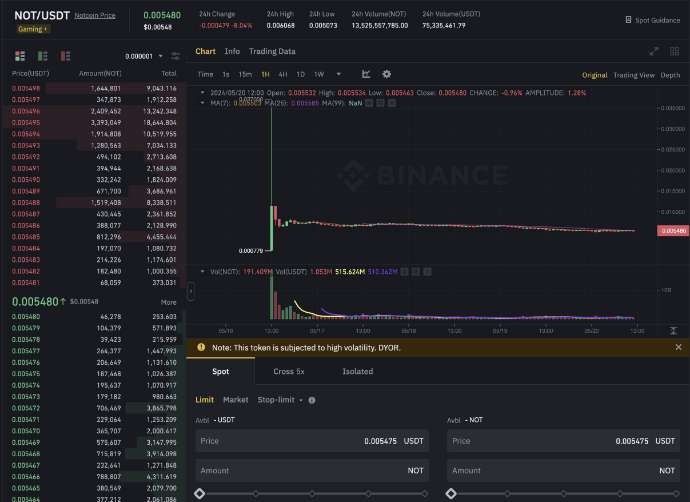 NOT/USDT Notcoin Price
Gaming
0.005480
$0.00548
24h Change
-0.000479 -8.04%
24h High
0.006068
24h Low
0.005073
24h Volume(NOT)
13,525,557,785.00
24h Volume(USDT)
75,335,461.79
Spot Guidance
0.000001
Price(USDT) Amount(NOT) Total
0.005498 1,644,801 9,043.116
0.005497 347,873 1,912.258
0.005496 2,409,452 13,242.348
0.005495 3,393,049 18,644.804
0.005494 1,914,808 10,519.955
0.005493 1,280,563 7,034.133
0.005492 494,102 2,713.608
0.005491 394,944 2,168.638
0.005490 332,242 1,824.009
0.005489 671,700 3,686.961
0.005488 1,519,408 8,338.511
0.005487 430,445 2,361.852
0.005486 388,077 2,128.990
0.005485 812,296 4,455.444
0.005484 197,070 1,080.732
0.005483 214,226 1,174.601
0.005482 182,480 1,000.355
0.005481 68,059 373.031
0.005480↑ $0.00548 More
0.005480 46,278 253.603
0.005479 104,379 571.893
0.005478 39,423 215.959
0.005477 264,377 1,447.993
0.005476 206,649 1,131.610
0.005475 187,468 1,026.387
0.005474 195,637 1,070.917
0.005473 179,182 980.663
0.005472 706,469 3,865.798
0.005471 229,064 1,253.209
0.005470 365,707 2,000.417
0.005469 575,607 3,147.995
0.005468 715,819 3,914.098
0.005467 232,641 1,271.848
0.005466 788,807 4,311.619
0.005465 380,549 2,079.700
0.005464 377,212 2,061.086
Chart Info Trading Data
Time 1s 15m 1H 4H 1D 1W
Original Trading View Depth
2024/05/20 12:00 Open: 0.005532 High: 0.005534 Low: 0.005463 Close: 0.005480 CHANGE: -0.96% AMPLITUDE: 1.28%
MA(7): MA(25): 0.005585 MA(99): NaN
0.030000
0.025000
0.020000
0.015000
0.010000
0.005480
BINANCE
0.000779
Vol(NOT): 191.409M Vol(USDT) 1.053M 515.624M 510.362M
05/16 13:00 05/17 13:00 05/18 13:00 05/19 13:00 05/20 13:00
Note: This token is subjected to high volatility. DYOR.
Spot Cross 5x Isolated
Limit Market Stop-limit
Avbl - USDT
Price 0.005475 USDT
Amount NOT
Avbl - NOT
Price 0.005475 USDT
Amount NOT